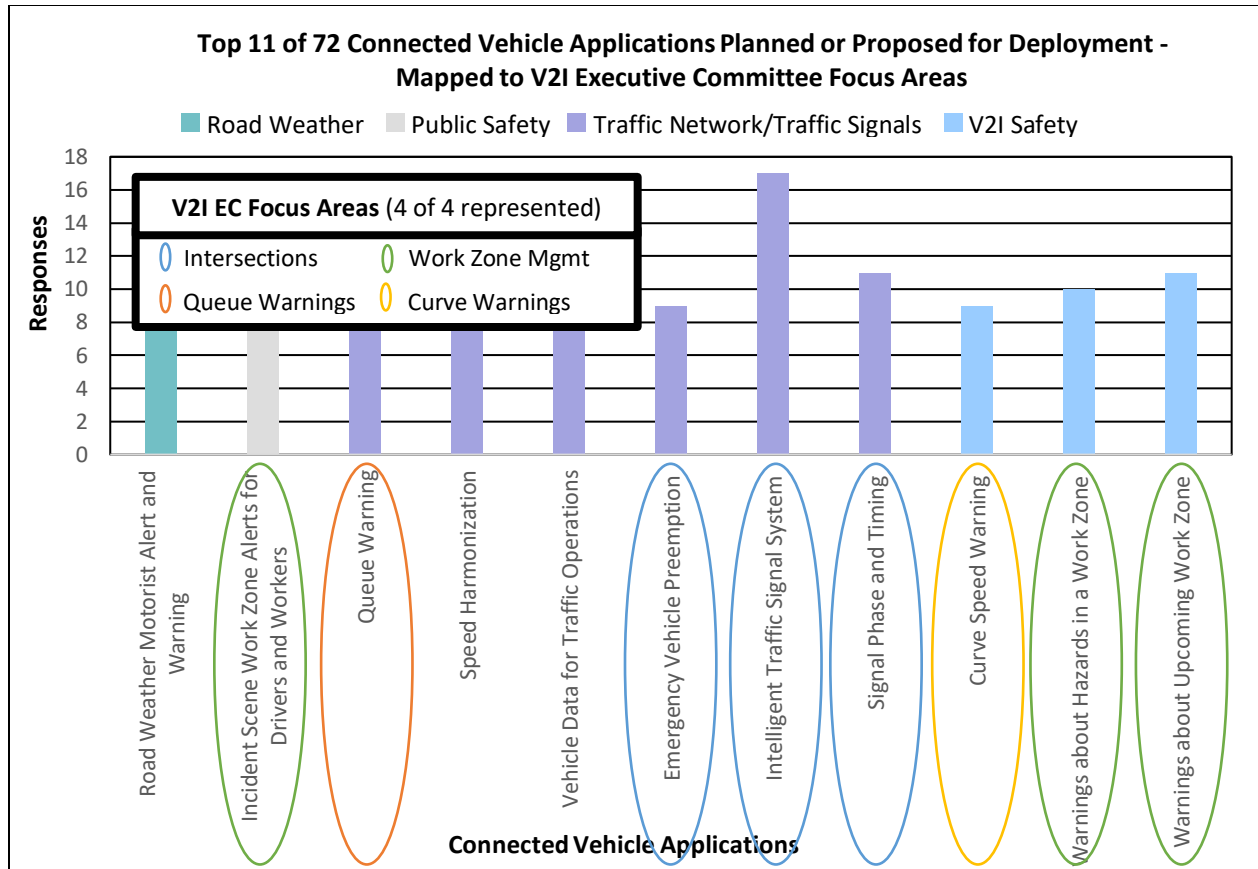 Top 11 of 72 Connected Vehicle Applications Planned or Proposed for Deployment -
Mapped to V2I Executive Committee Focus Areas
Road Weather Public Safety Traffic Network/Traffic Signals V2I Safety
Responses
18
16
14
12
10
8
6
4
2
0
V2I EC Focus Areas (4 of 4 represented)
Intersections Work Zone Mgmt
Queue Warnings Curve Warnings
Road Weather Motorist Alert and
Warning
Incident Scene Work Zone Alerts for
Drivers and Workers
Queue Warning
Speed Harmonization
Vehicle Data for Traffic Operations
Emergency Vehicle Preemption
Intelligent Traffic Signal System
Signal Phase and Timing
Curve Speed Warning
Warnings about Hazards in a Work Zone
Warnings about Upcoming Work Zone
Connected Vehicle Applications